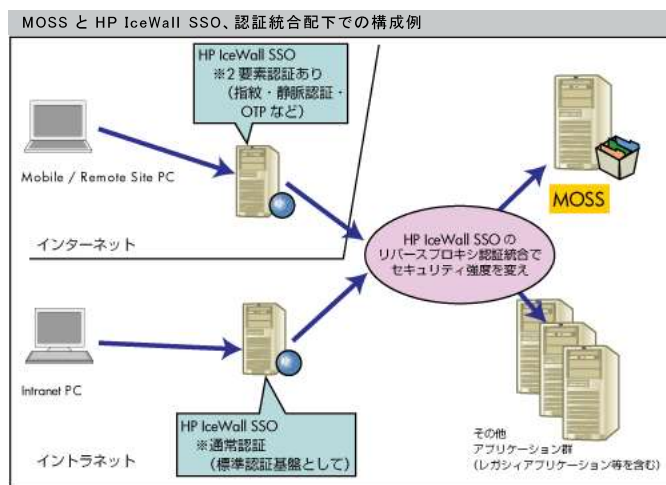 MOSS と HP IceWall SSO、認証統合配下での構成例
HP IceWall SSO
※2 要素認証あり
（指紋・静脈認証・
OTP など）
Mobile / Remote Site PC
インターネット
MOSS
HP IceWall SSO の
リバースプロキシ認証統合で
セキュリティ強度を変え
Intranet PC
HP IceWall SSO
※通常認証
（標準認証基盤として）
イントラネット
その他
アプリケーション群
（レガシィアプリケーション等を含む）